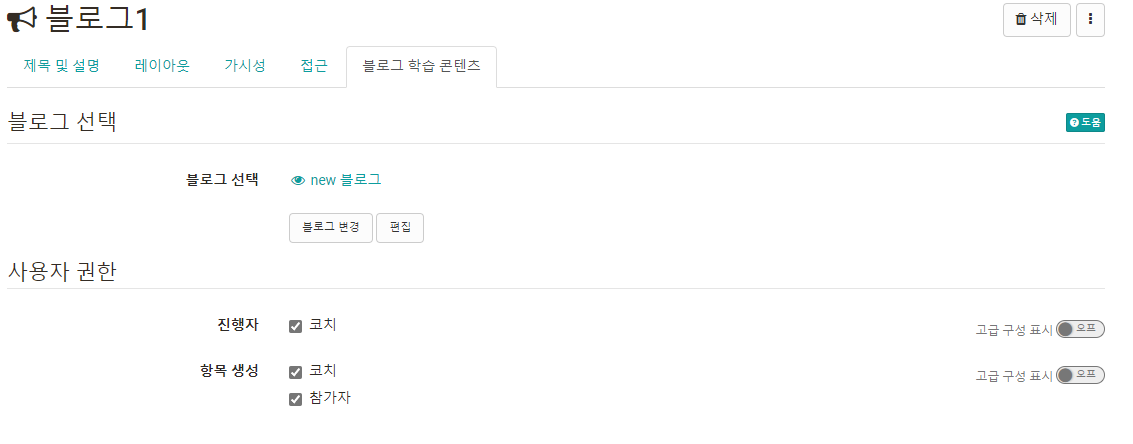 블로그1
삭제
제목 및 설명 레이아웃 가시성 접근 블로그 학습 콘텐츠
블로그 선택
도움
블로그 선택 new 블로그
블로그 변경 편집
사용자 권한
진행자 코치 고급 구성 표시 오프
항목 생성 코치 고급 구성 표시 오프
참가자